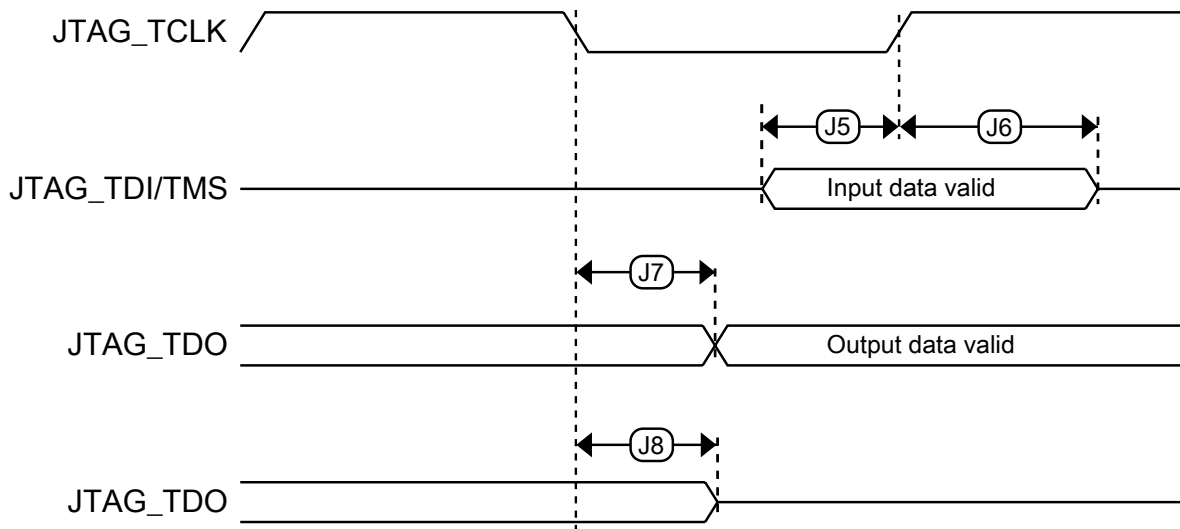 JTAG_TCLK
J5
J6
JTAG_TDI/TMS
Input data valid
J7
JTAG_TDO
Output data valid
J8
JTAG_TDO